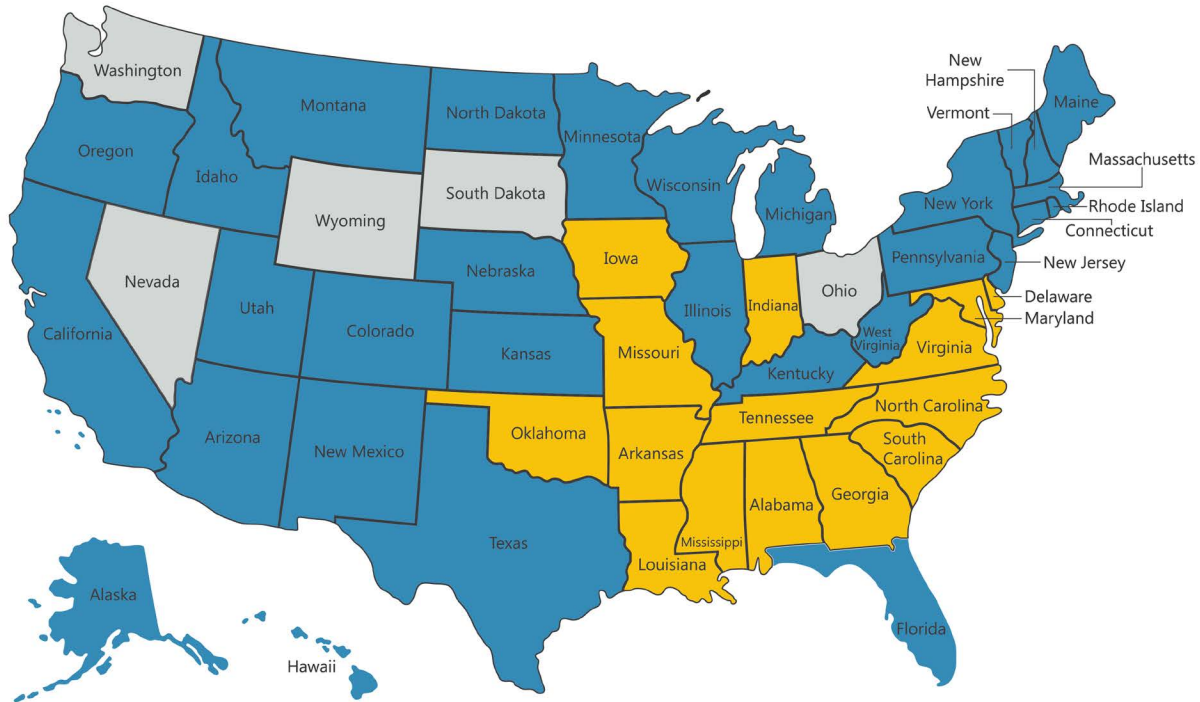 Washington
Montana
North Dakota
Minnesota
New
Hampshire
Vermont
Maine
Massachusetts
Oregon
Idaho
Wyoming
South Dakota
Wisconsin
Michigan
New York
Rhode Island
Connecticut
Nevada
Utah
Nebraska
Iowa
Illinois
Indiana
Ohio
Pennsylvania
New Jersey
Delaware
Maryland
California
Colorado
Kansas
Missouri
Kentucky
West
Virginia
Virginia
Arizona
New Mexico
Oklahoma
Arkansas
Tennessee
North Carolina
South
Carolina
Texas
Louisiana
Mississippi
Alabama
Georgia
Florida
Alaska
Hawaii